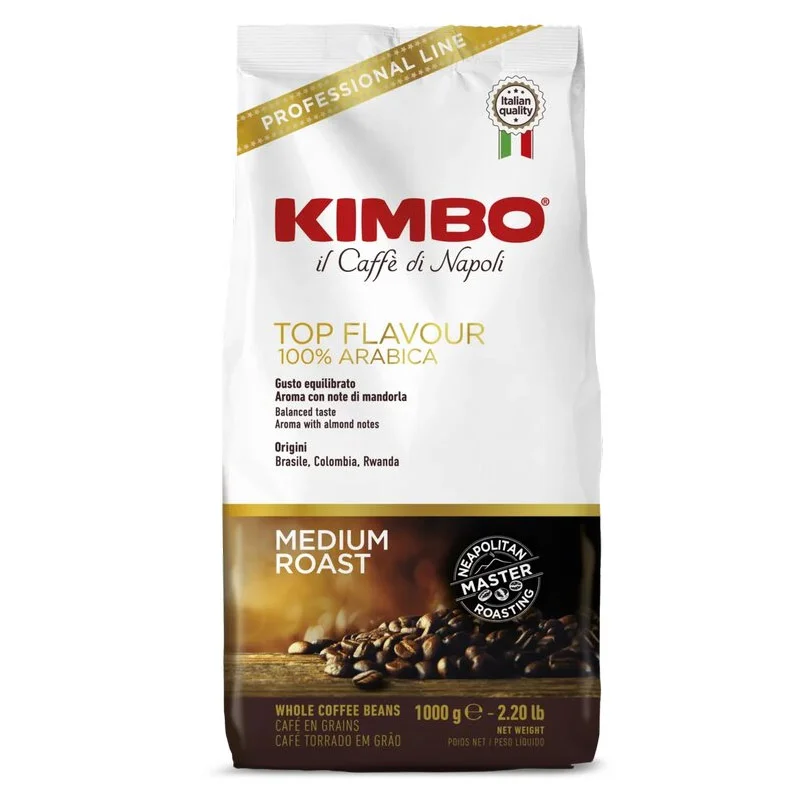 PROFESSIONAL LINE
Italian
quality
KIMBO®
il Caffè di Napoli
TOP FLAVOUR
100% ARABICA
Gusto equilibrato
Aroma con note di mandorla
Balanced taste
Aroma with almond notes
Origini
Brasile, Colombia, Rwanda
MEDIUM
ROAST
NEAPOLITAN
MASTER
ROASTING
WHOLE COFFEE BEANS
CAFÉ EN GRAINS
CAFÉ TORRADO EM GRÃO
1000 g ℮ - 2.20 lb
NET WEIGHT
POIDS NET / PESO LÍQUIDO